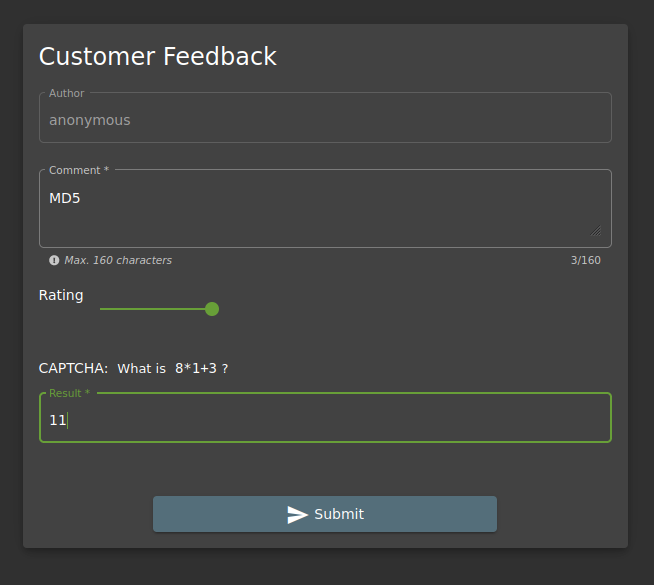 Customer Feedback
Author
anonymous
Comment *
MD5
Max. 160 characters 3/160
Rating
CAPTCHA: What is 8*1+3 ?
Result *
11
Submit